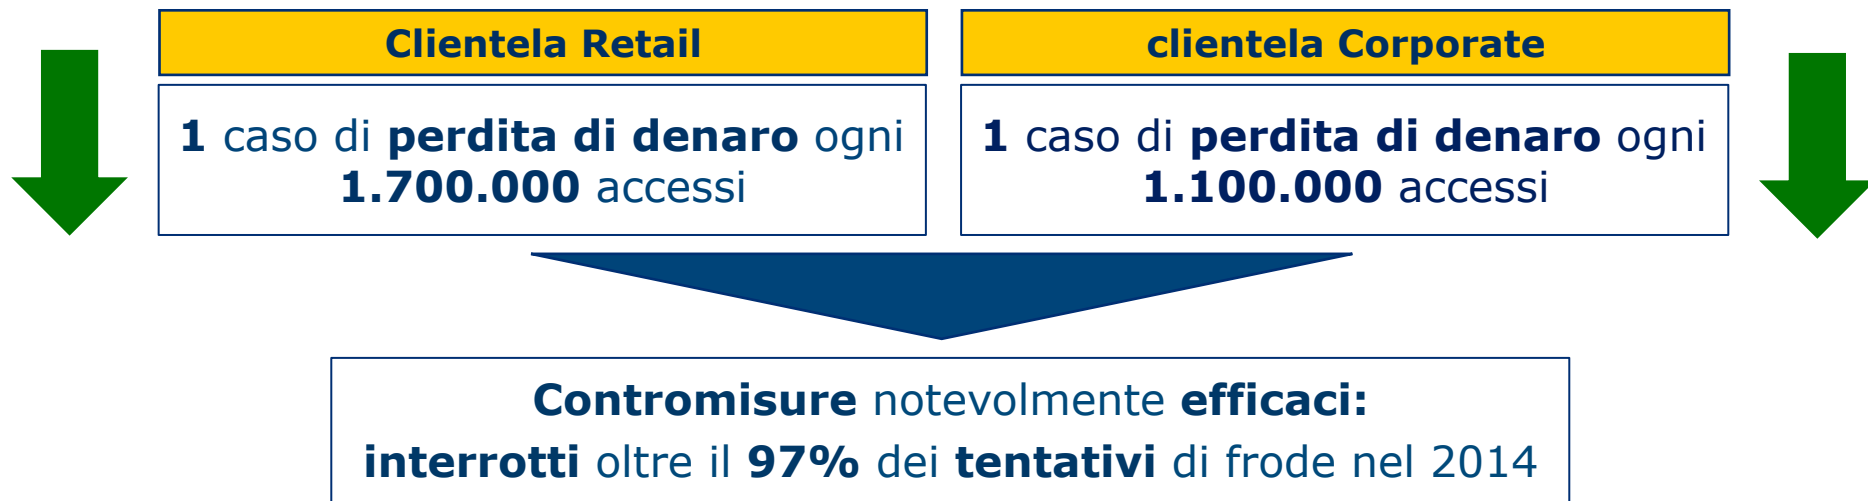 Clientela Retail
1 caso di perdita di denaro ogni
1.700.000 accessi
clientela Corporate
1 caso di perdita di denaro ogni
1.100.000 accessi
Contromisure notevolmente efficaci:
interrotti oltre il 97% dei tentativi di frode nel 2014